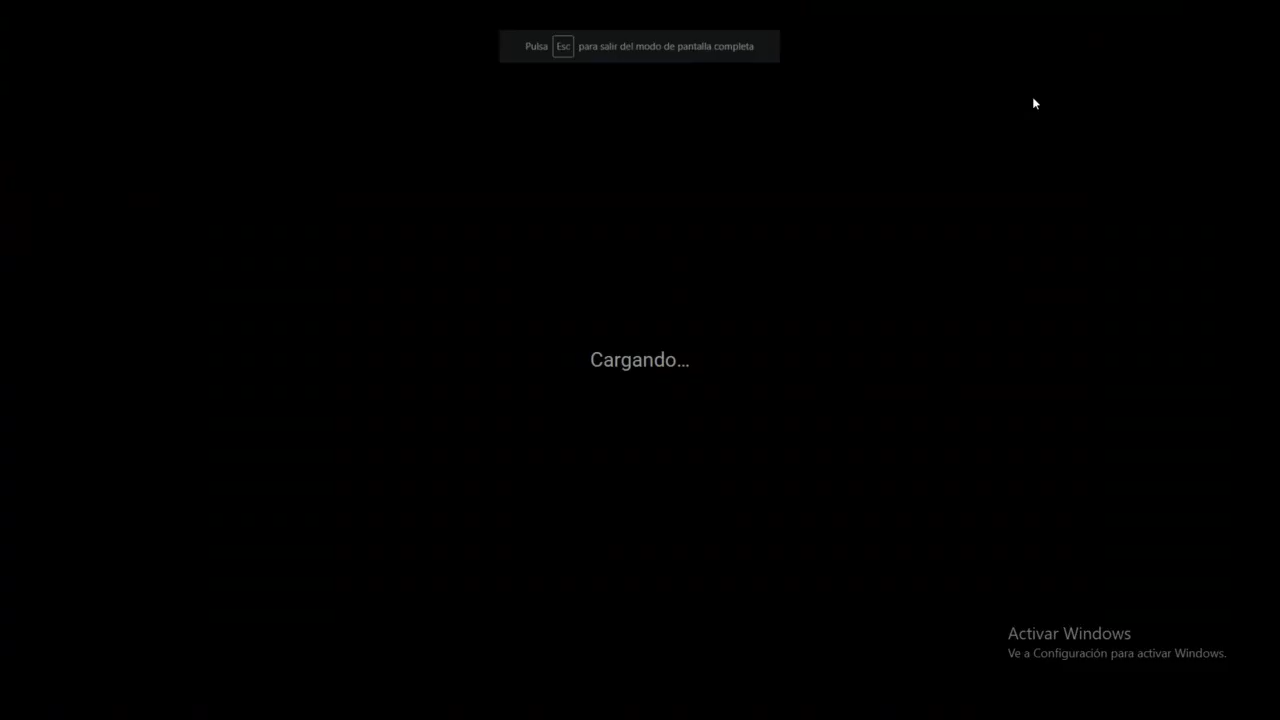 Pulsa Esc para salir del modo de pantalla completa
Cargando...
Activar Windows
Ve a Configuración para activar Windows.